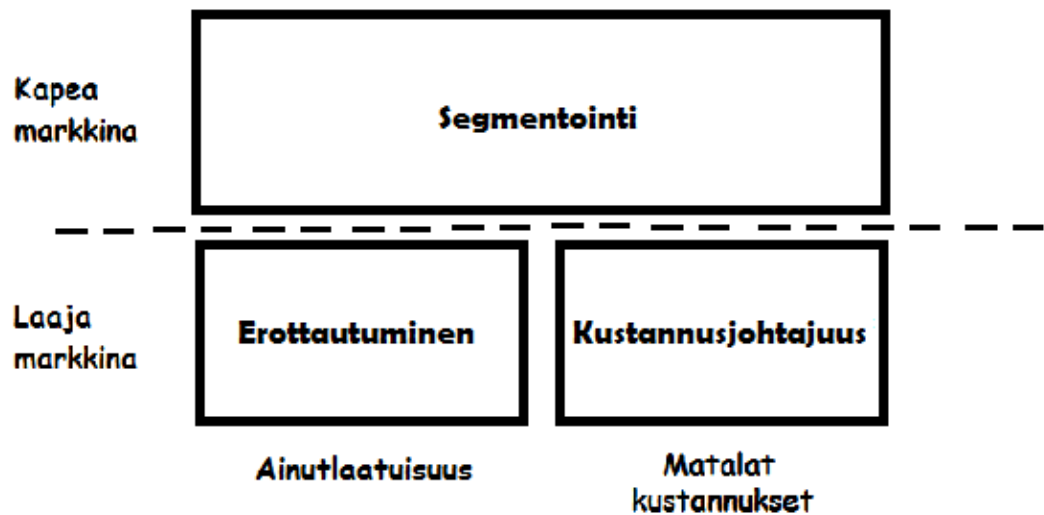 Kapea
markkina
Segmentointi
Laaja
markkina
Erottautuminen
Kustannusjohtajuus
Ainutlaatuisuus
Matalat
kustannukset